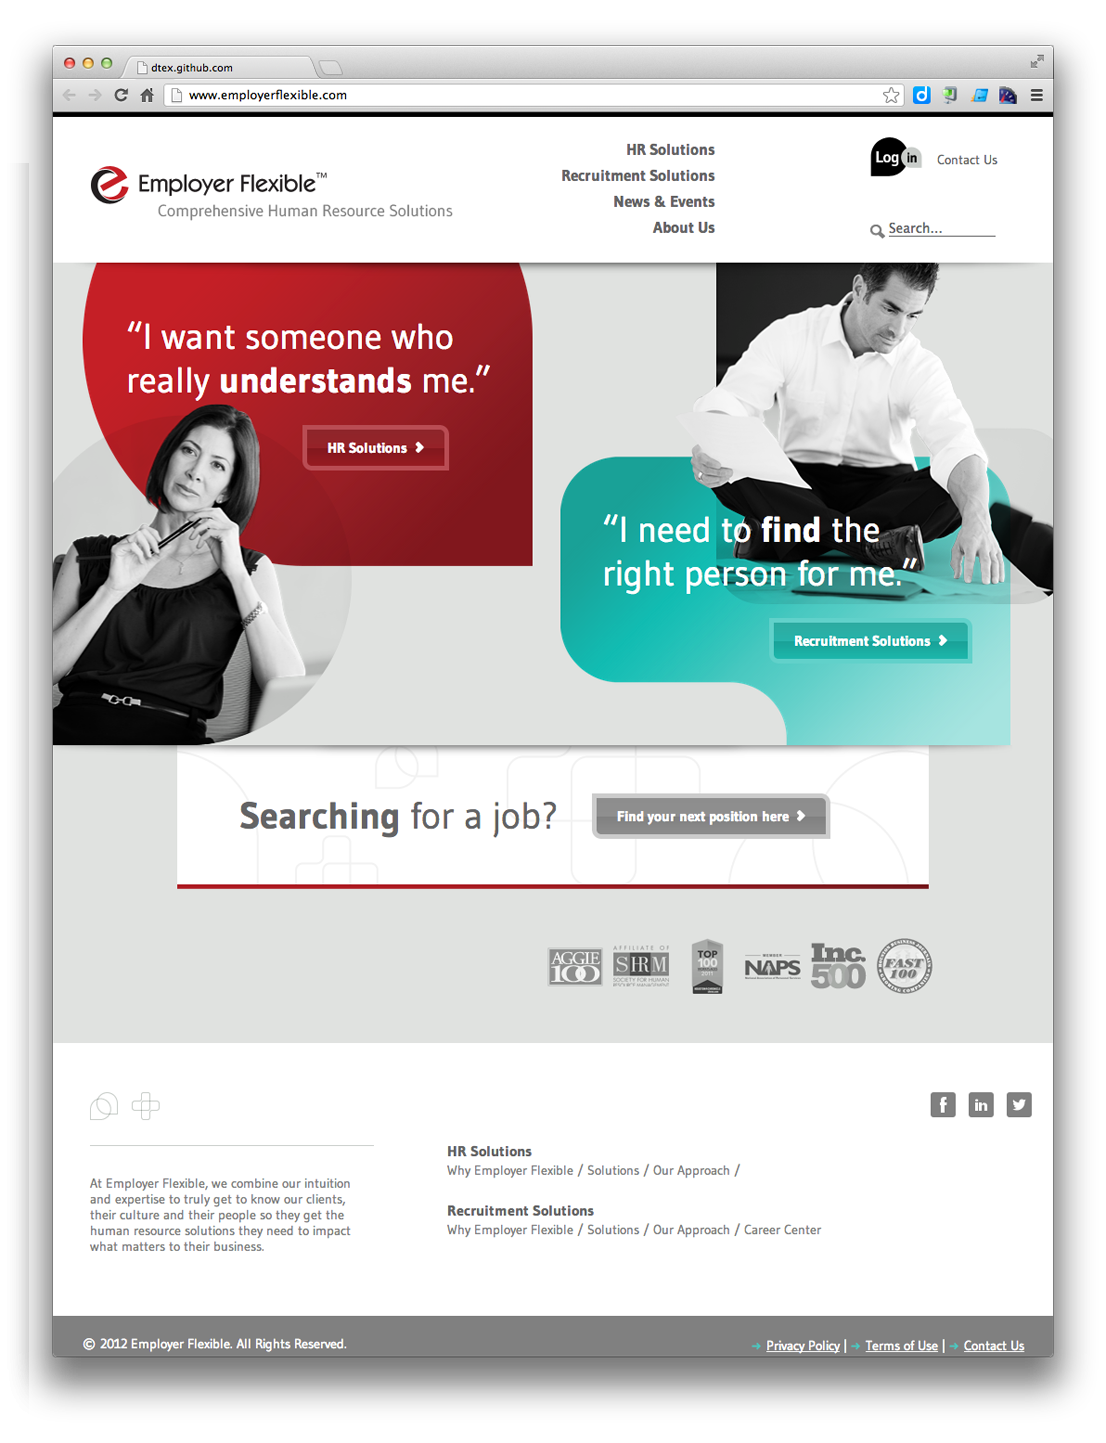 dtex.github.com
www.employerflexible.com
Employer Flexible™
Comprehensive Human Resource Solutions
HR Solutions
Recruitment Solutions
News & Events
About Us
Log in
Contact Us
Search...
“I want someone who
really understands me.”
HR Solutions
“I need to find the
right person for me.”
Recruitment Solutions
Searching for a job?
Find your next position here
AGGIE
100
AFFILIATE OF
SHRM
SOCIETY FOR HUMAN
RESOURCE MANAGEMENT
TOP
100
2011
MEMBER
NAPS
Inc.
500
FAST
100
At Employer Flexible, we combine our intuition
and expertise to truly get to know our clients,
their culture and their people so they get the
human resource solutions they need to impact
what matters to their business.
HR Solutions
Why Employer Flexible / Solutions / Our Approach /
Recruitment Solutions
Why Employer Flexible / Solutions / Our Approach / Career Center
© 2012 Employer Flexible. All Rights Reserved.
Privacy Policy | Terms of Use | Contact Us